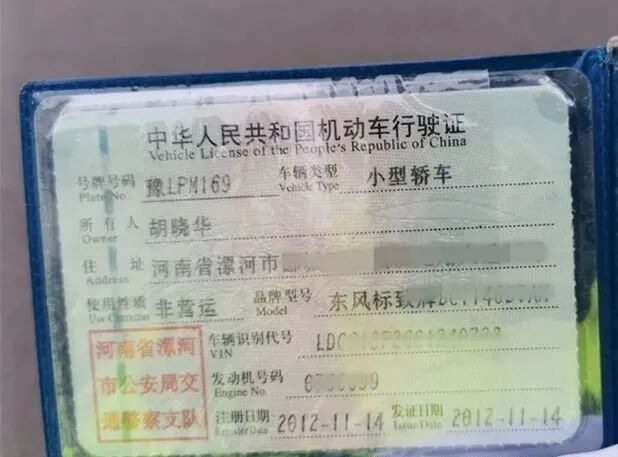 中华人民共和国机动车行驶证
Vehicle License of the People's Republic of China
号牌号码 豫LPM169 车辆类型 小型轿车
Plate No. Vehicle Type
所有人 胡晓华
Owner
住址 河南省漯河市
Address
使用性质 非营运 品牌型号 东风标致牌
Use Character Model
车辆识别代号
VIN
发动机号码
Engine No.
注册日期 2012-11-14 发证日期 2012-11-14
Register Date Issue Date
河南省漯河
市公安局交
通警察支队